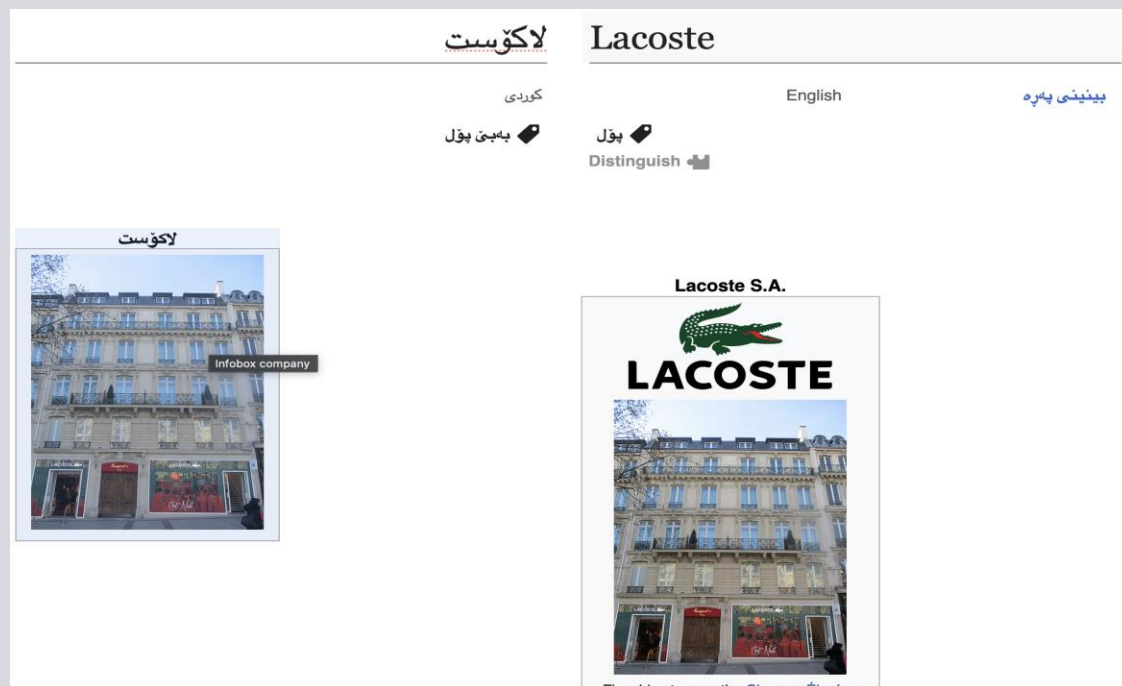 لاکۆست
Lacoste
کوردی
English
بینینی پەڕە
بەبێ پۆل
پۆل
Distinguish
لاکۆست
Infobox company
Lacoste S.A.
LACOSTE